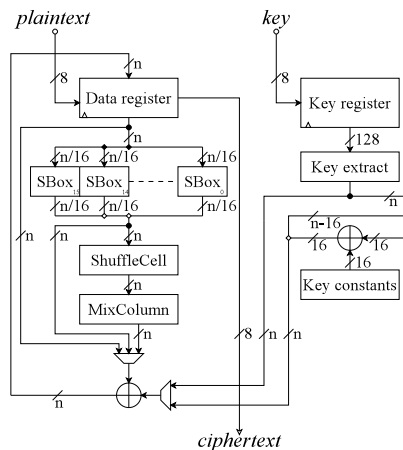 plaintext
key
n
8
8
Data register
Key register
n
128
n/16
n/16
n/16
Key extract
SBox
15
SBox
14
SBox
0
n/16
n/16
n/16
n
n-16
n
n
n
16
16
ShuffleCell
16
MixColumn
Key constants
n
8
n
n
n
ciphertext